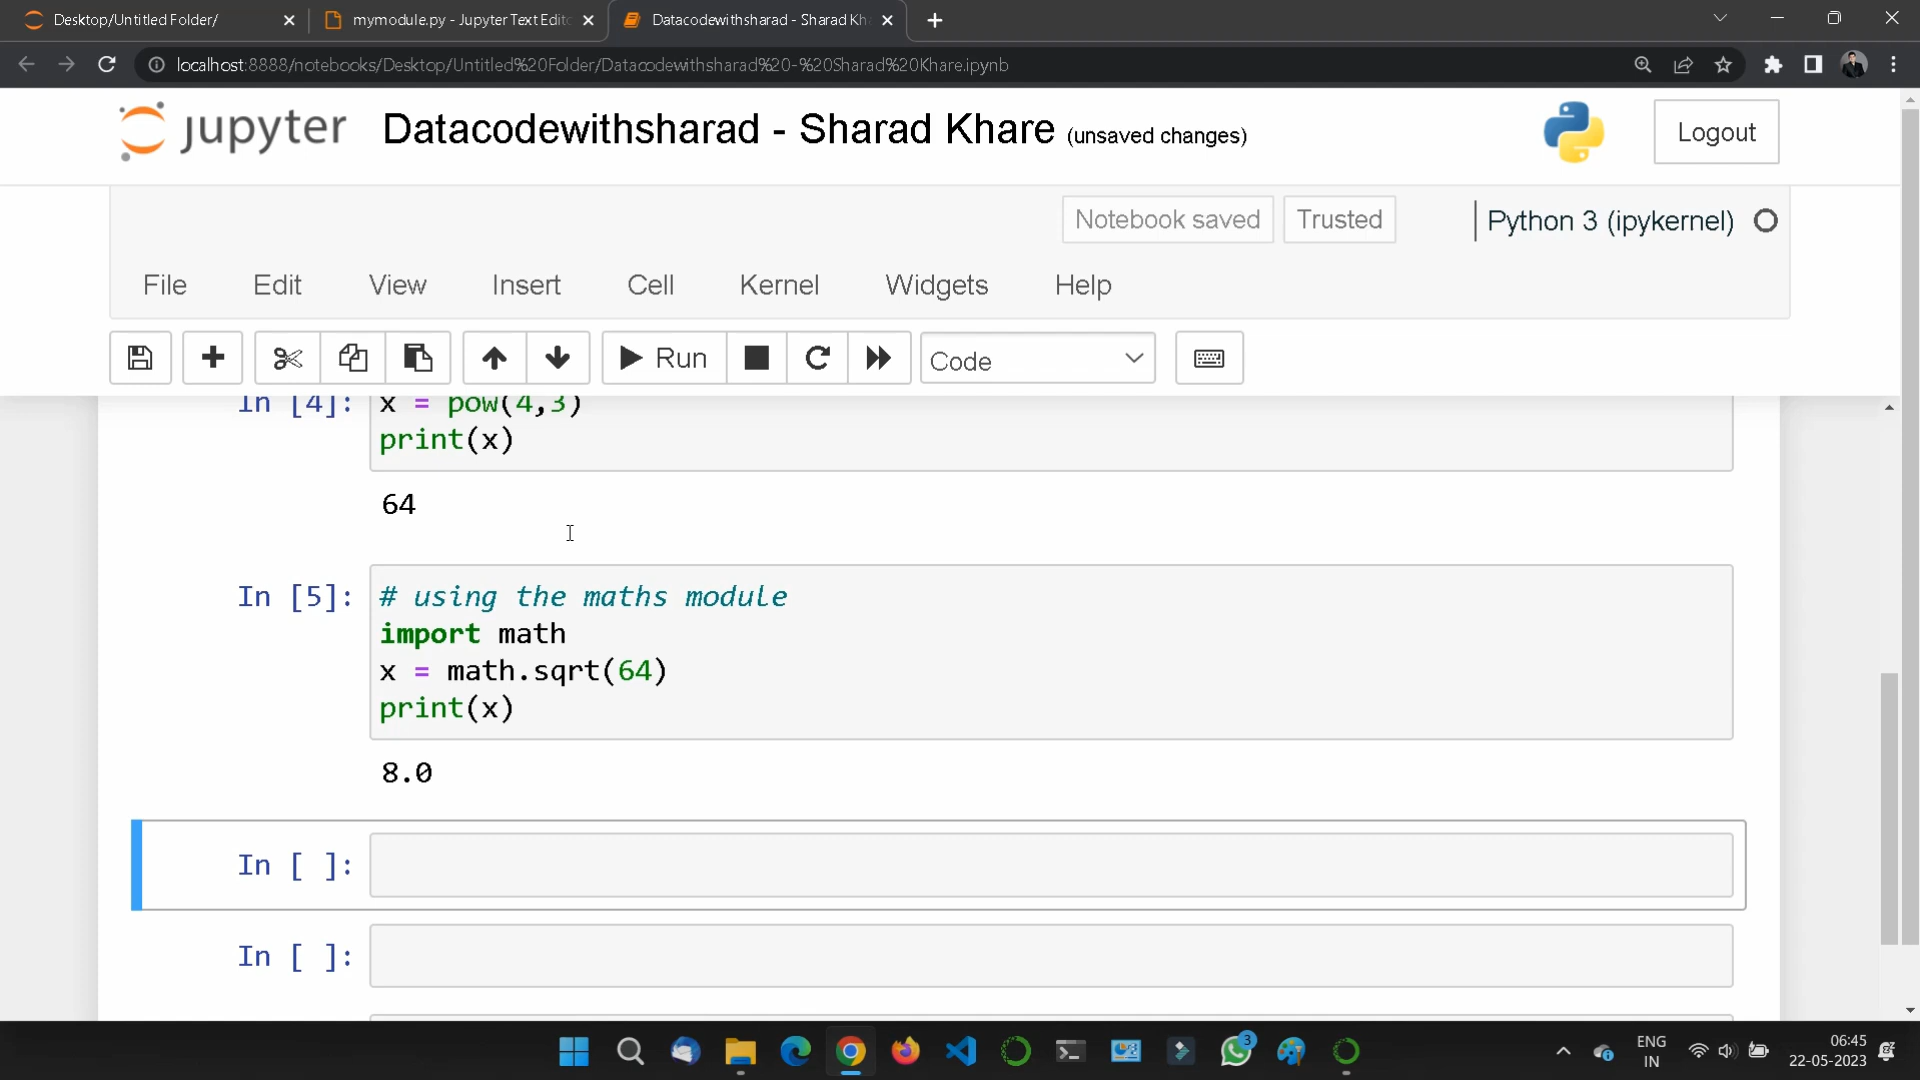 Desktop/Untitled Folder/
mymodule.py - Jupyter Text Edito
Datacodewithsharad - Sharad Kha
localhost:8888/notebooks/Desktop/Untitled%20Folder/Datacodewithsharad%20-%20Sharad%20Khare.ipynb
jupyter
Datacodewithsharad - Sharad Khare (unsaved changes)
Logout
Notebook saved
Trusted
Python 3 (ipykernel)
File Edit View Insert Cell Kernel Widgets Help
Run
Code
In [4]: x = pow(4,3)
print(x)
64
In [5]: # using the maths module
import math
x = math.sqrt(64)
print(x)
8.0
In [ ]:
In [ ]:
3
ENG
IN
06:45
22-05-2023